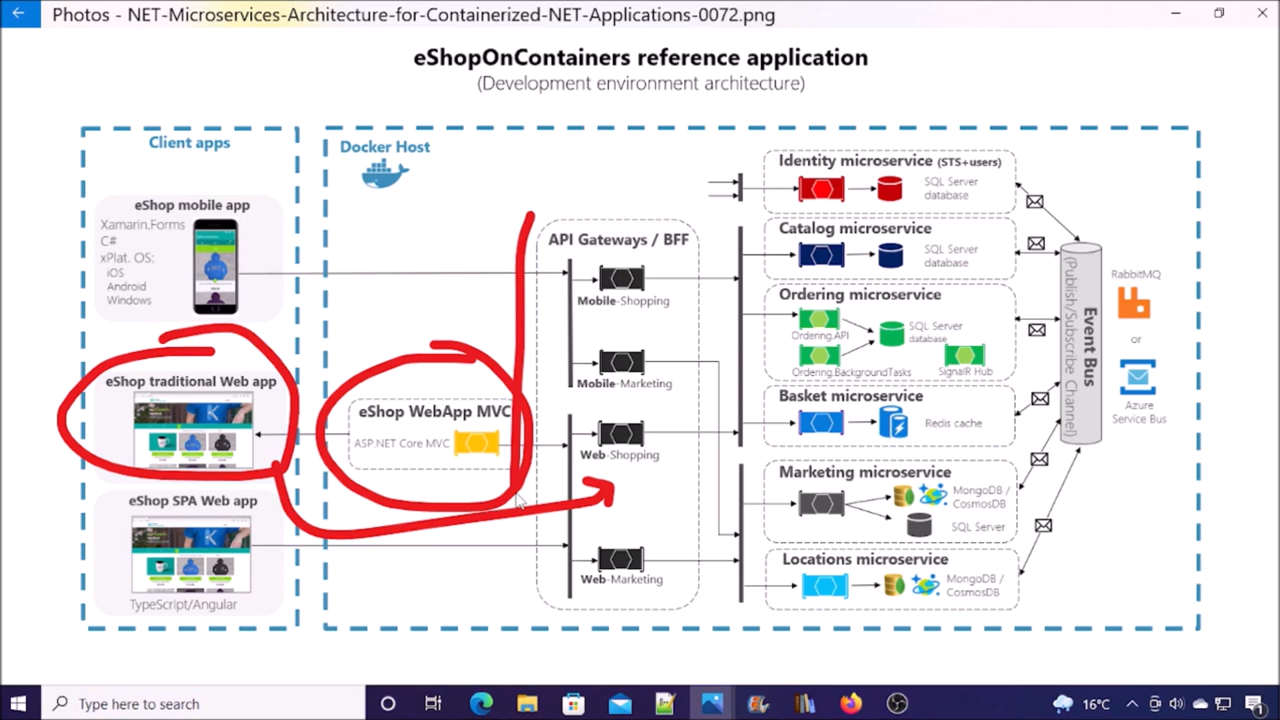 Photos - NET-Microservices-Architecture-for-Containerized-NET-Applications-0072.png
eShopOnContainers reference application
(Development environment architecture)
Client apps
eShop mobile app
Xamarin.Forms
C#
xPlat. OS:
iOS
Android
Windows
eShop traditional Web app
eShop SPA Web app
TypeScript/Angular
Docker Host
eShop WebApp MVC
ASP.NET Core MVC
API Gateways / BFF
Mobile-Shopping
Mobile-Marketing
Web-Shopping
Web-Marketing
Identity microservice (STS+users)
SQL Server
database
Catalog microservice
SQL Server
database
Ordering microservice
Ordering.API
SQL Server
database
Ordering.BackgroundTasks
SignalR Hub
Basket microservice
Redis cache
Marketing microservice
MongoDB /
CosmosDB
SQL Server
Locations microservice
MongoDB /
CosmosDB
Event Bus
(Publish/Subscribe Channel)
RabbitMQ
or
Azure
Service Bus
Type here to search
16°C
1